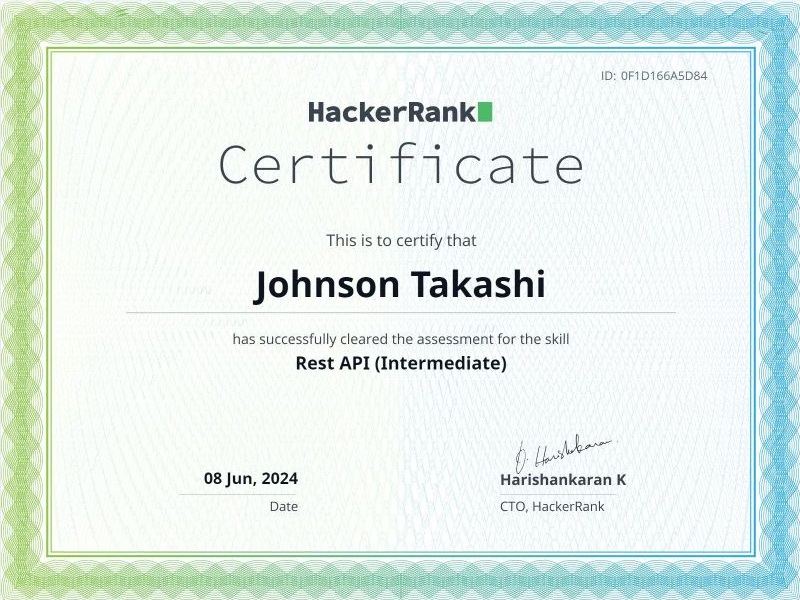 ID: 0F1D166A5D84
HackerRank
Certificate
This is to certify that
Johnson Takashi
has successfully cleared the assessment for the skill
Rest API (Intermediate)
08 Jun, 2024
Date
Harishankaran K
CTO, HackerRank